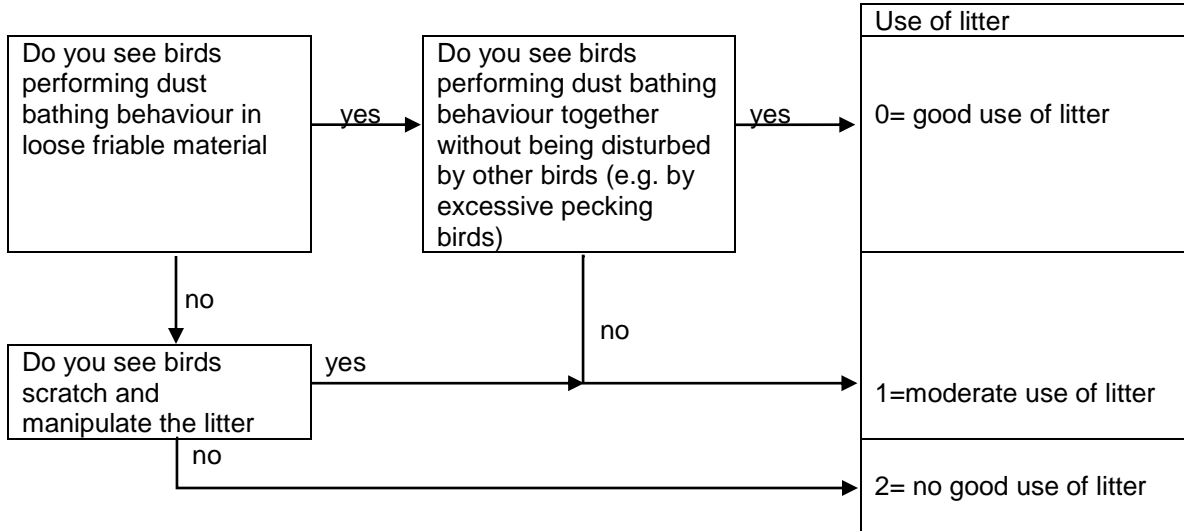 Use of litter
Do you see birds
performing dust
bathing behaviour in
loose friable material
yes
Do you see birds
performing dust bathing
behaviour together
without being disturbed
by other birds (e.g. by
excessive pecking
birds)
yes
0= good use of litter
no
no
Do you see birds
scratch and
manipulate the litter
yes
1=moderate use of litter
no
2= no good use of litter